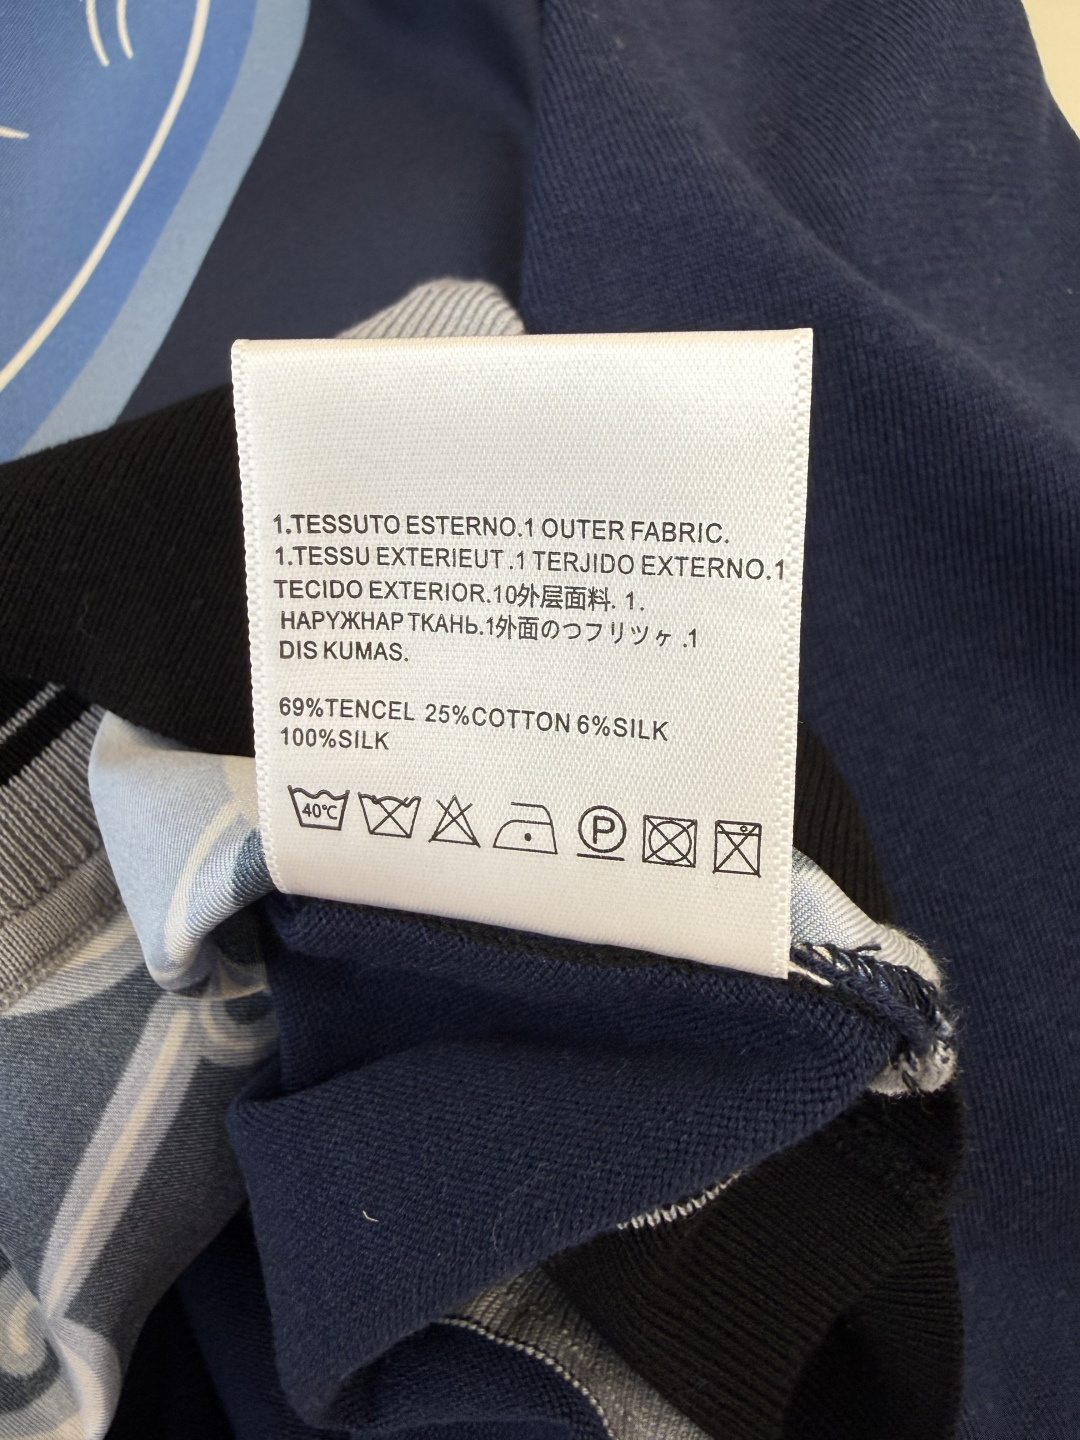 1.TESSUTO ESTERNO.1 OUTER FABRIC.
1.TESSU EXTERIEUT .1 TERJIDO EXTERNO.1
TECIDO EXTERIOR.10外层面料. 1.
НАРУЖНАР ТКАНЬ.1外面のつフリツヶ .1
DIS KUMAS.
69%TENCEL 25%COTTON 6%SILK
100%SILK
40℃ P